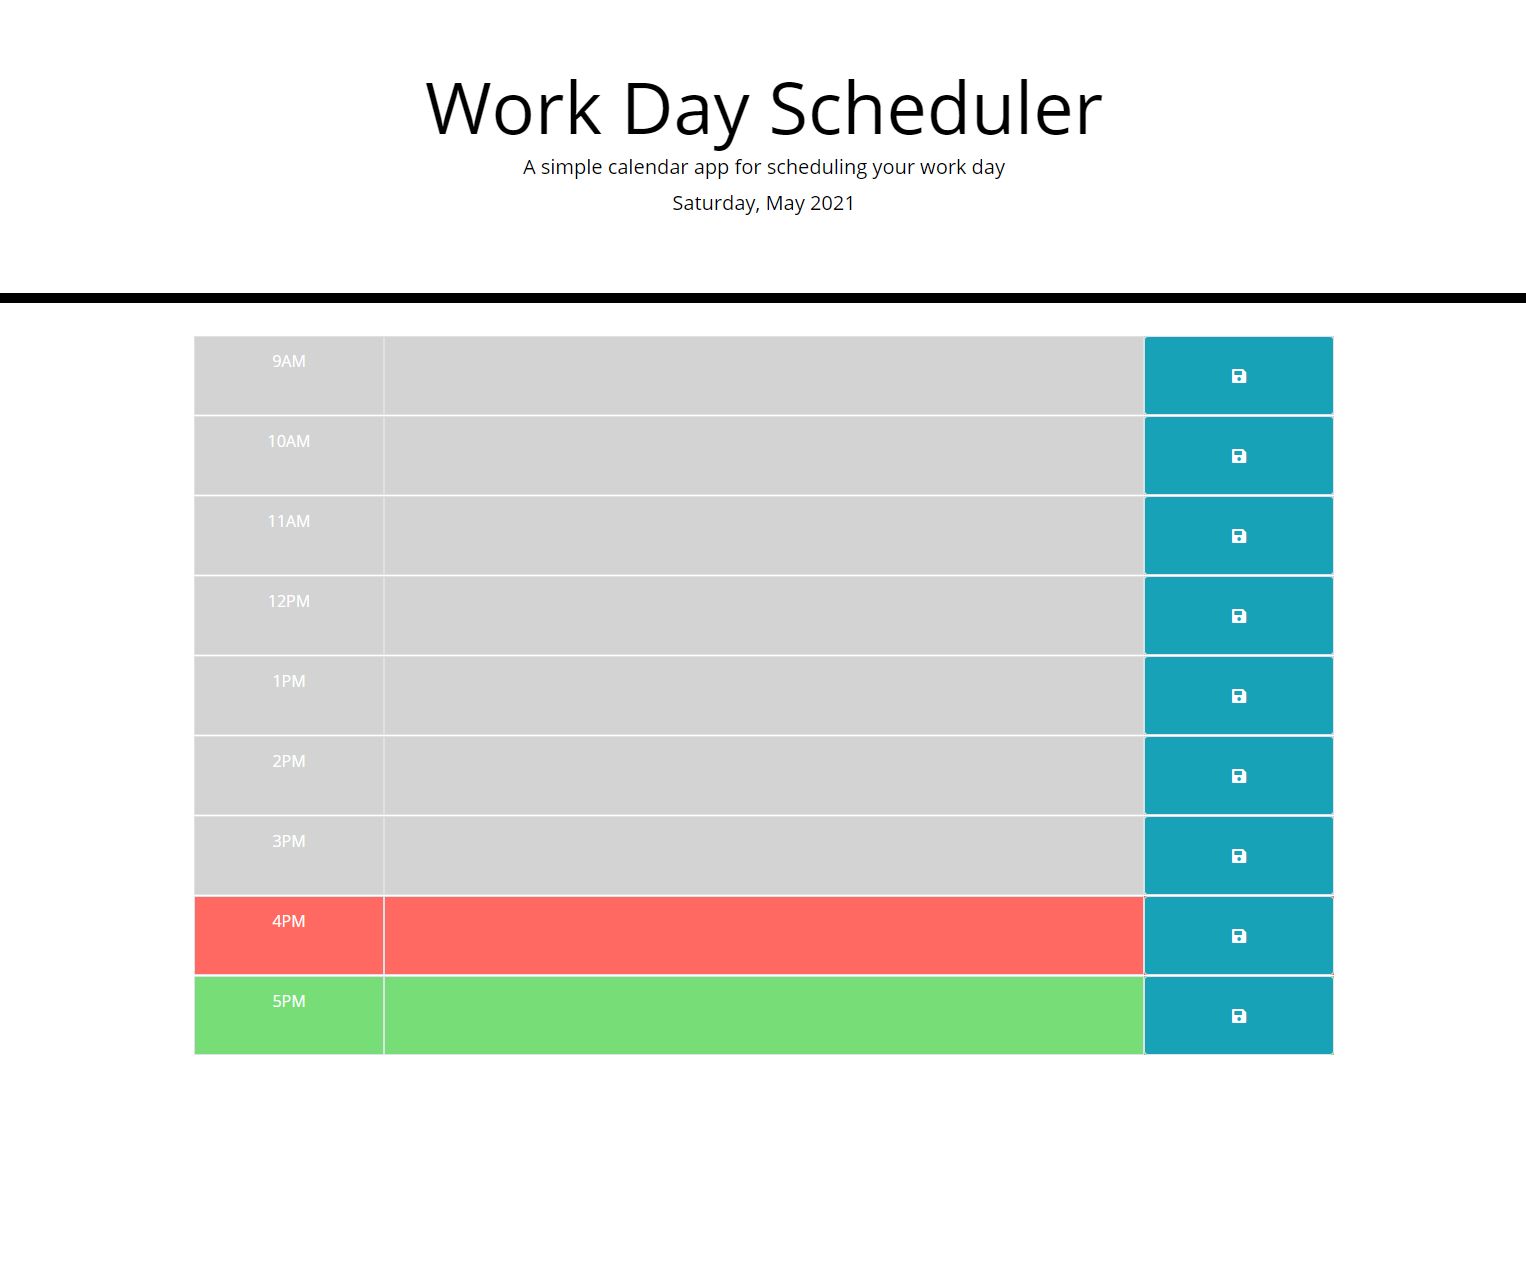 Work Day Scheduler
A simple calendar app for scheduling your work day
Saturday, May 2021
9AM
10AM
11AM
12PM
1PM
2PM
3PM
4PM
5PM